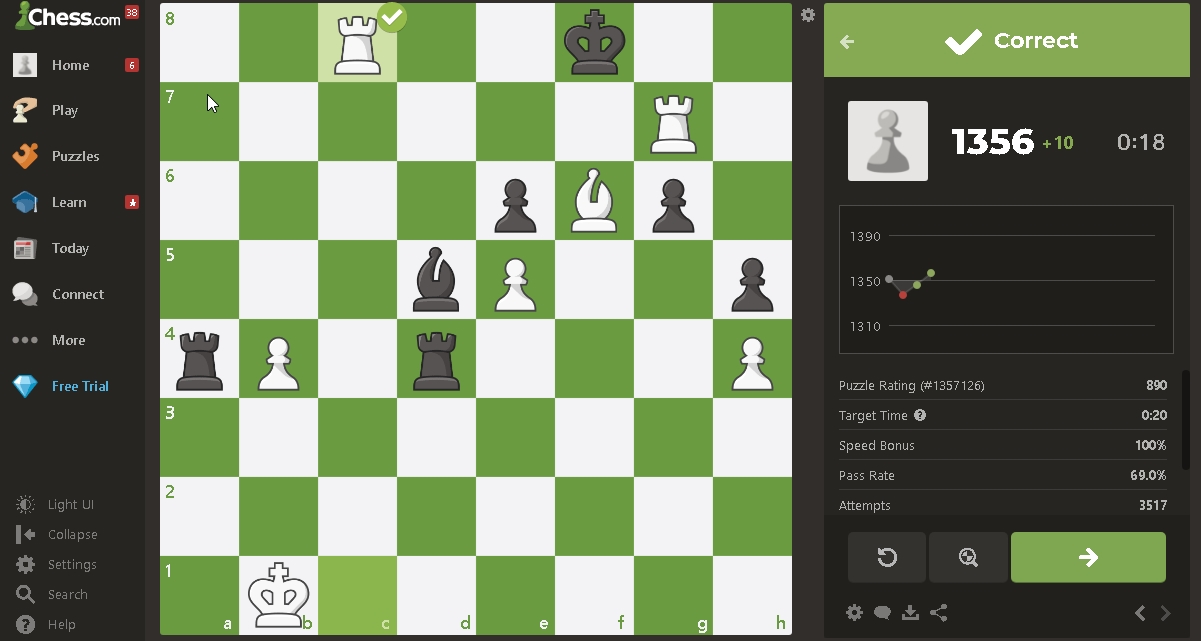 Chess.com 38
Home 6
Play
Puzzles
Learn
Today
Connect
More
Free Trial
Light UI
Collapse
Settings
Search
Help
8
7
6
5
4
3
2
1
a b c d e f g h
Correct
1356 +10 0:18
1390
1350
1310
Puzzle Rating (#1357126) 890
Target Time ? 0:20
Speed Bonus 100%
Pass Rate 69.0%
Attempts 3517